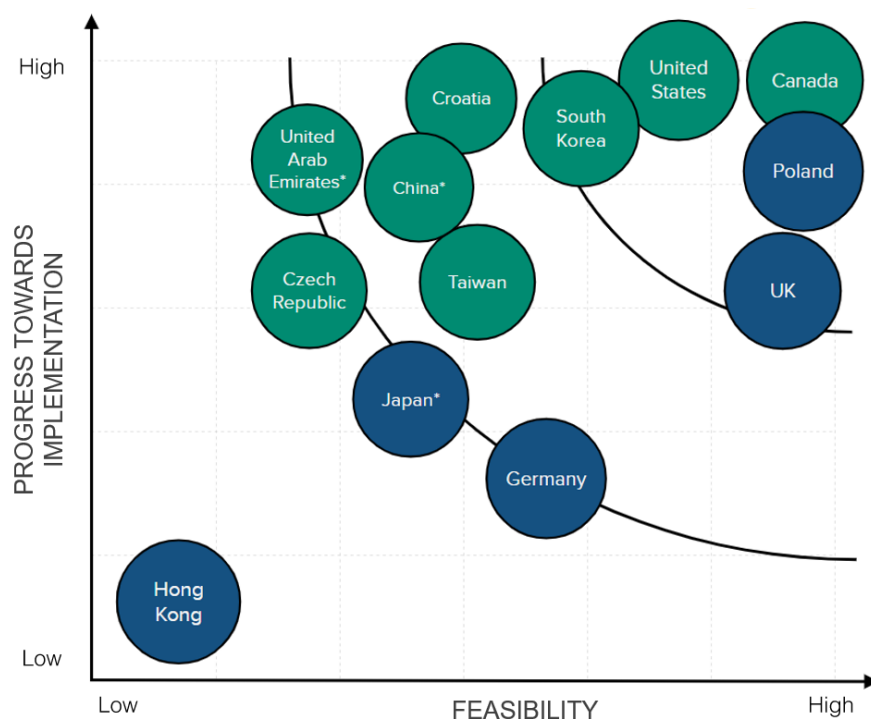 High
Croatia
United
States
Canada
South
Korea
United
Arab
Emirates*
China*
Poland
Czech
Republic
Taiwan
UK
PROGRESS TOWARDS
IMPLEMENTATION
Japan*
Germany
Hong
Kong
Low
Low
FEASIBILITY
High